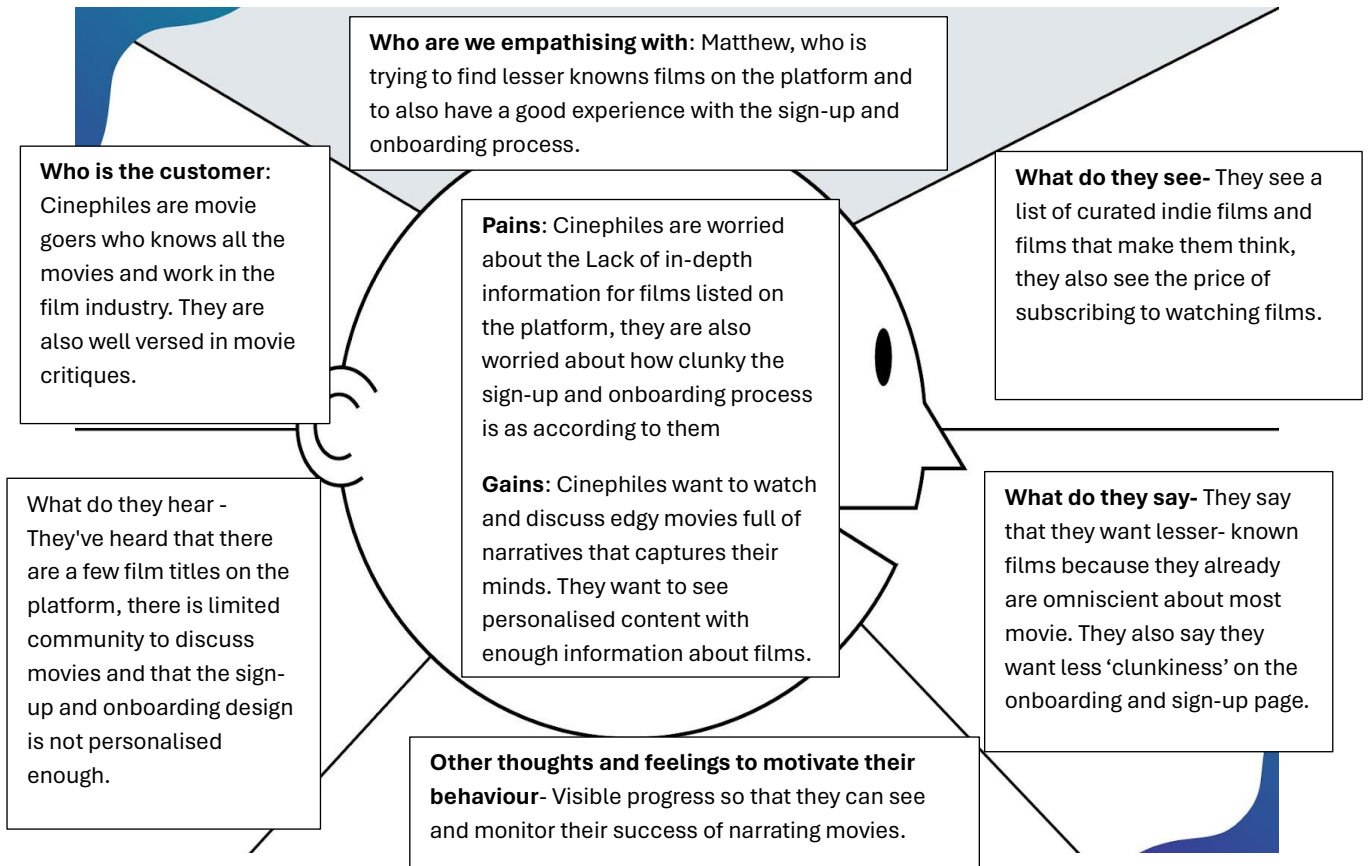 Who are we empathising with: Matthew, who is
trying to find lesser knowns films on the platform and
to also have a good experience with the sign-up and
onboarding process.
Who is the customer:
Cinephiles are movie
goers who knows all the
movies and work in the
film industry. They are
also well versed in movie
critiques.
Pains: Cinephiles are worried
about the Lack of in-depth
information for films listed on
the platform, they are also
worried about how clunky the
sign-up and onboarding process
is as according to them
Gains: Cinephiles want to watch
and discuss edgy movies full of
narratives that captures their
minds. They want to see
personalised content with
enough information about films.
What do they see- They see a
list of curated indie films and
films that make them think,
they also see the price of
subscribing to watching films.
What do they hear -
They've heard that there
are a few film titles on the
platform, there is limited
community to discuss
movies and that the sign-
up and onboarding design
is not personalised
enough.
What do they say- They say
that they want lesser- known
films because they already
are omniscient about most
movie. They also say they
want less ‘clunkiness’ on the
onboarding and sign-up page.
Other thoughts and feelings to motivate their
behaviour- Visible progress so that they can see
and monitor their success of narrating movies.